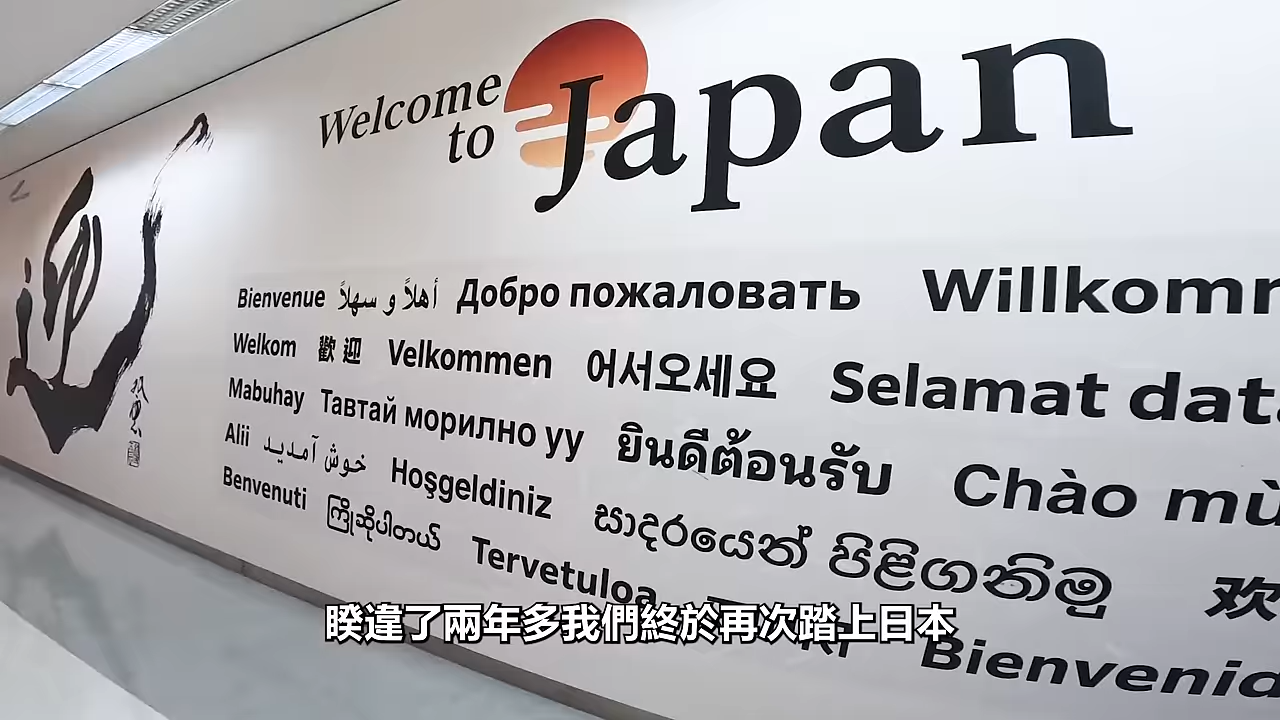 Welcome
to Japan
迎
Bienvenue أهلاً و سهلاً Добро пожаловать Willkomm
Welkom 歡迎 Velkommen 어서오세요 Selamat data
Mabuhay Тавтай морилно уу ยินดีต้อนรับ Chào mừ
Alii خوش آمدید Hoşgeldiniz සාදරයෙන් පිළිගනිමු 欢
Benvenuti ကြိုဆိုပါတယ် Tervetuloa Bienvenid
睽違了兩年多我們終於再次踏上日本